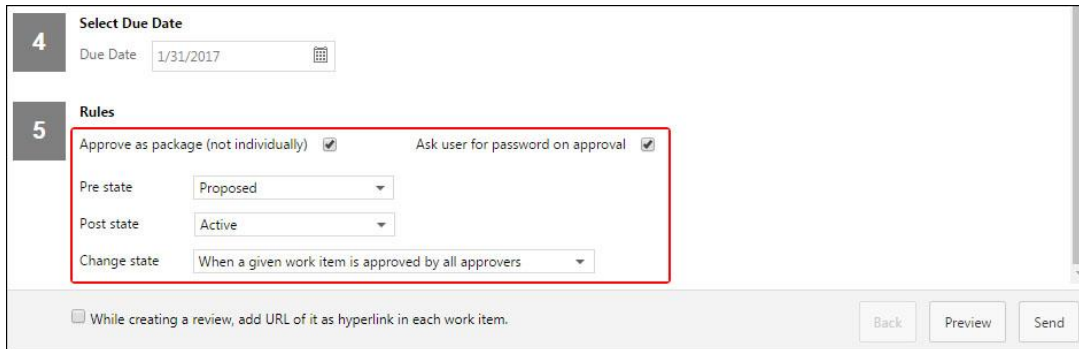 4
Select Due Date
Due Date 1/31/2017
5
Rules
Approve as package (not individually) Ask user for password on approval
Pre state Proposed
Post state Active
Change state When a given work item is approved by all approvers
While creating a review, add URL of it as hyperlink in each work item. Back Preview Send